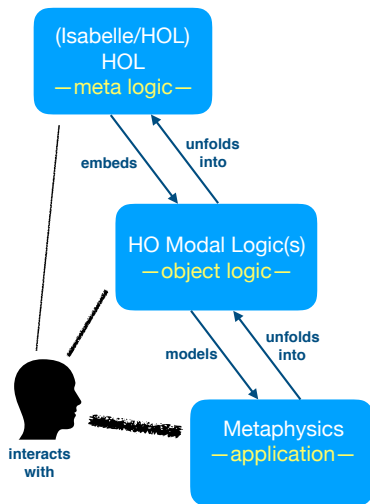 (Isabelle/HOL)
HOL
—meta logic—
embeds
unfolds
into
HO Modal Logic(s)
—object logic—
models
unfolds
into
interacts
with
Metaphysics
—application—